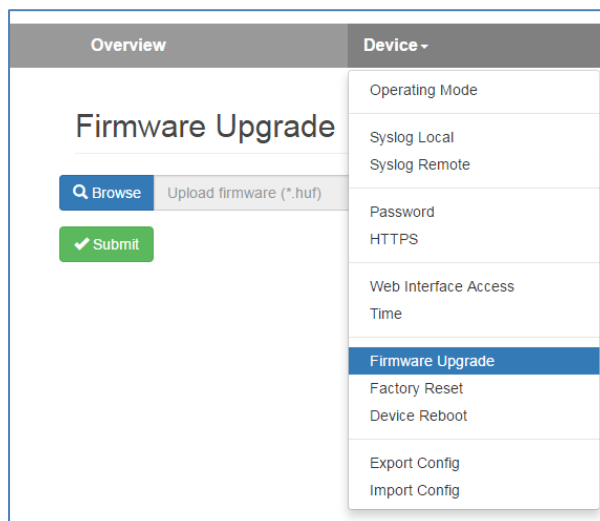 Overview
Device
Firmware Upgrade
Browse
Upload firmware (*.huf)
Submit
Operating Mode
Syslog Local
Syslog Remote
Password
HTTPS
Web Interface Access
Time
Firmware Upgrade
Factory Reset
Device Reboot
Export Config
Import Config